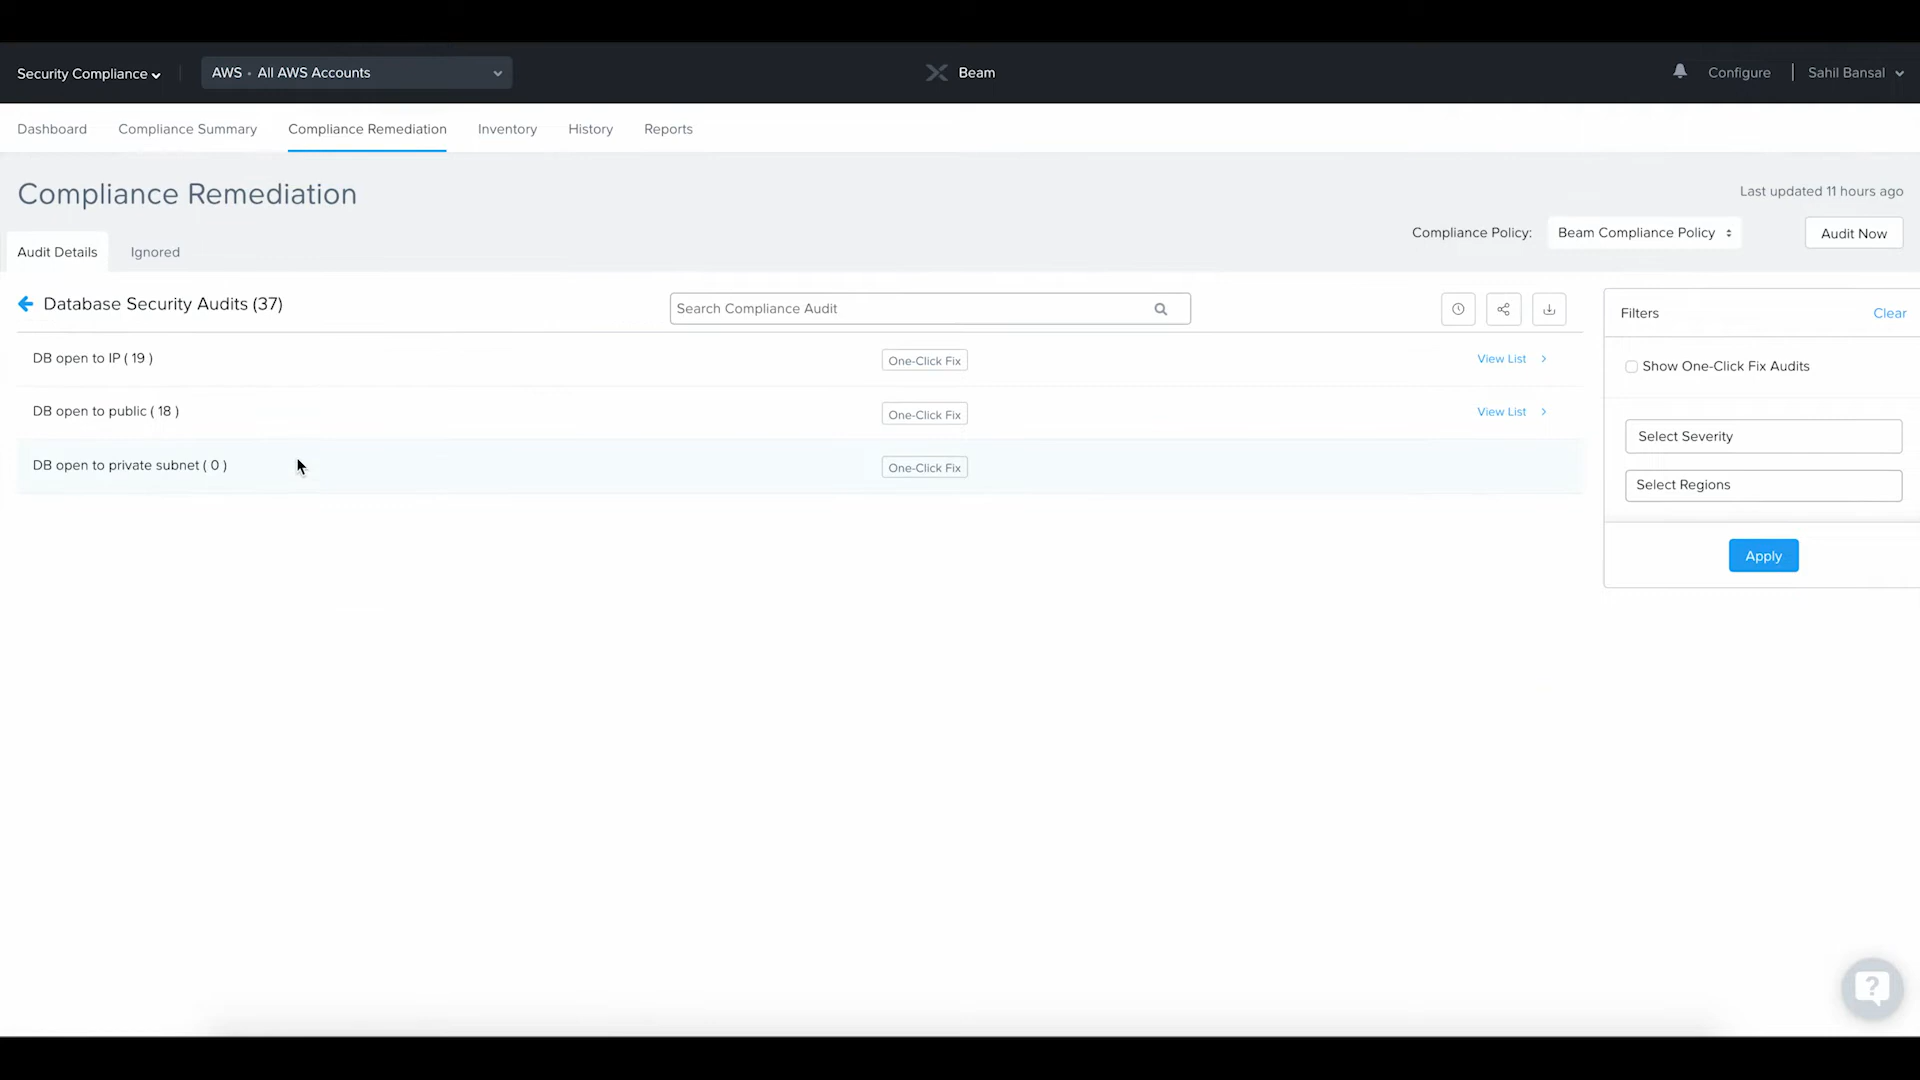 Security Compliance
AWS • All AWS Accounts
Beam
Configure
Sahil Bansal
Dashboard
Compliance Summary
Compliance Remediation
Inventory
History
Reports
Compliance Remediation
Last updated 11 hours ago
Compliance Policy:
Beam Compliance Policy
Audit Now
Audit Details
Ignored
Database Security Audits (37)
Search Compliance Audit
Filters
Clear
DB open to IP ( 19 )
One-Click Fix
View List
Show One-Click Fix Audits
DB open to public ( 18 )
One-Click Fix
View List
Select Severity
DB open to private subnet ( 0 )
One-Click Fix
Select Regions
Apply
?